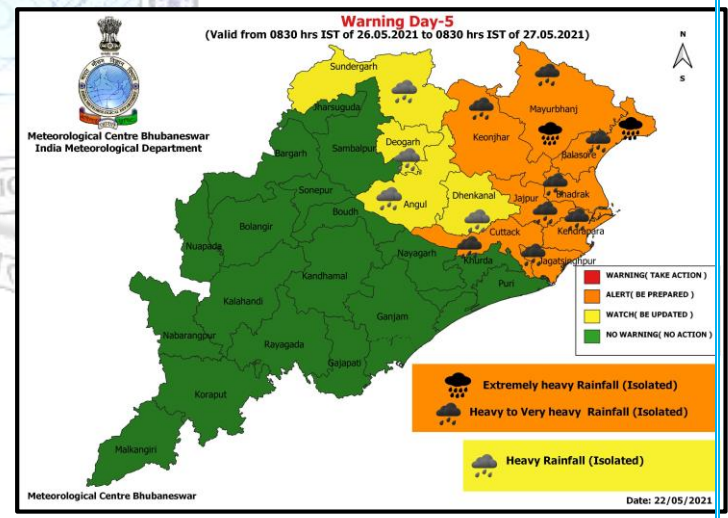 Warning Day-5
(Valid from 0830 hrs IST of 26.05.2021 to 0830 hrs IST of 27.05.2021)
N
S
Meteorological Centre Bhubaneswar
India Meteorological Department
Sundergarh
Mayurbhanj
Jharsuguda
Keonjhar
Sambalpur
Deogarh
Bargarh
Balasore
Sonepur
Angul
Dhenkanal
Jajpur
Bhadrak
Boudh
Bolangir
Nuapada
Cuttack
Kendrapara
Nayagarh
Khurda
Jagatsinghpur
Kandhamal
Puri
Kalahandi
Ganjam
Nabarangpur
Rayagada
Gajapati
Koraput
Malkangiri
WARNING( TAKE ACTION )
ALERT( BE PREPARED )
WATCH( BE UPDATED )
NO WARNING( NO ACTION )
Extremely heavy Rainfall (Isolated)
Heavy to Very heavy Rainfall (Isolated)
Heavy Rainfall (Isolated)
Meteorological Centre Bhubaneswar
Date: 22/05/2021